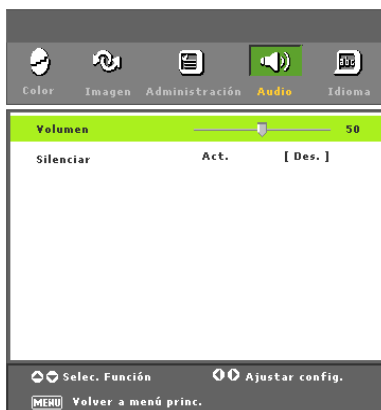 Color Imagen Administración Audio Idioma
Volumen 50
Silenciar Act. [ Des. ]
Selec. Función Ajustar config.
MENU Volver a menú princ.